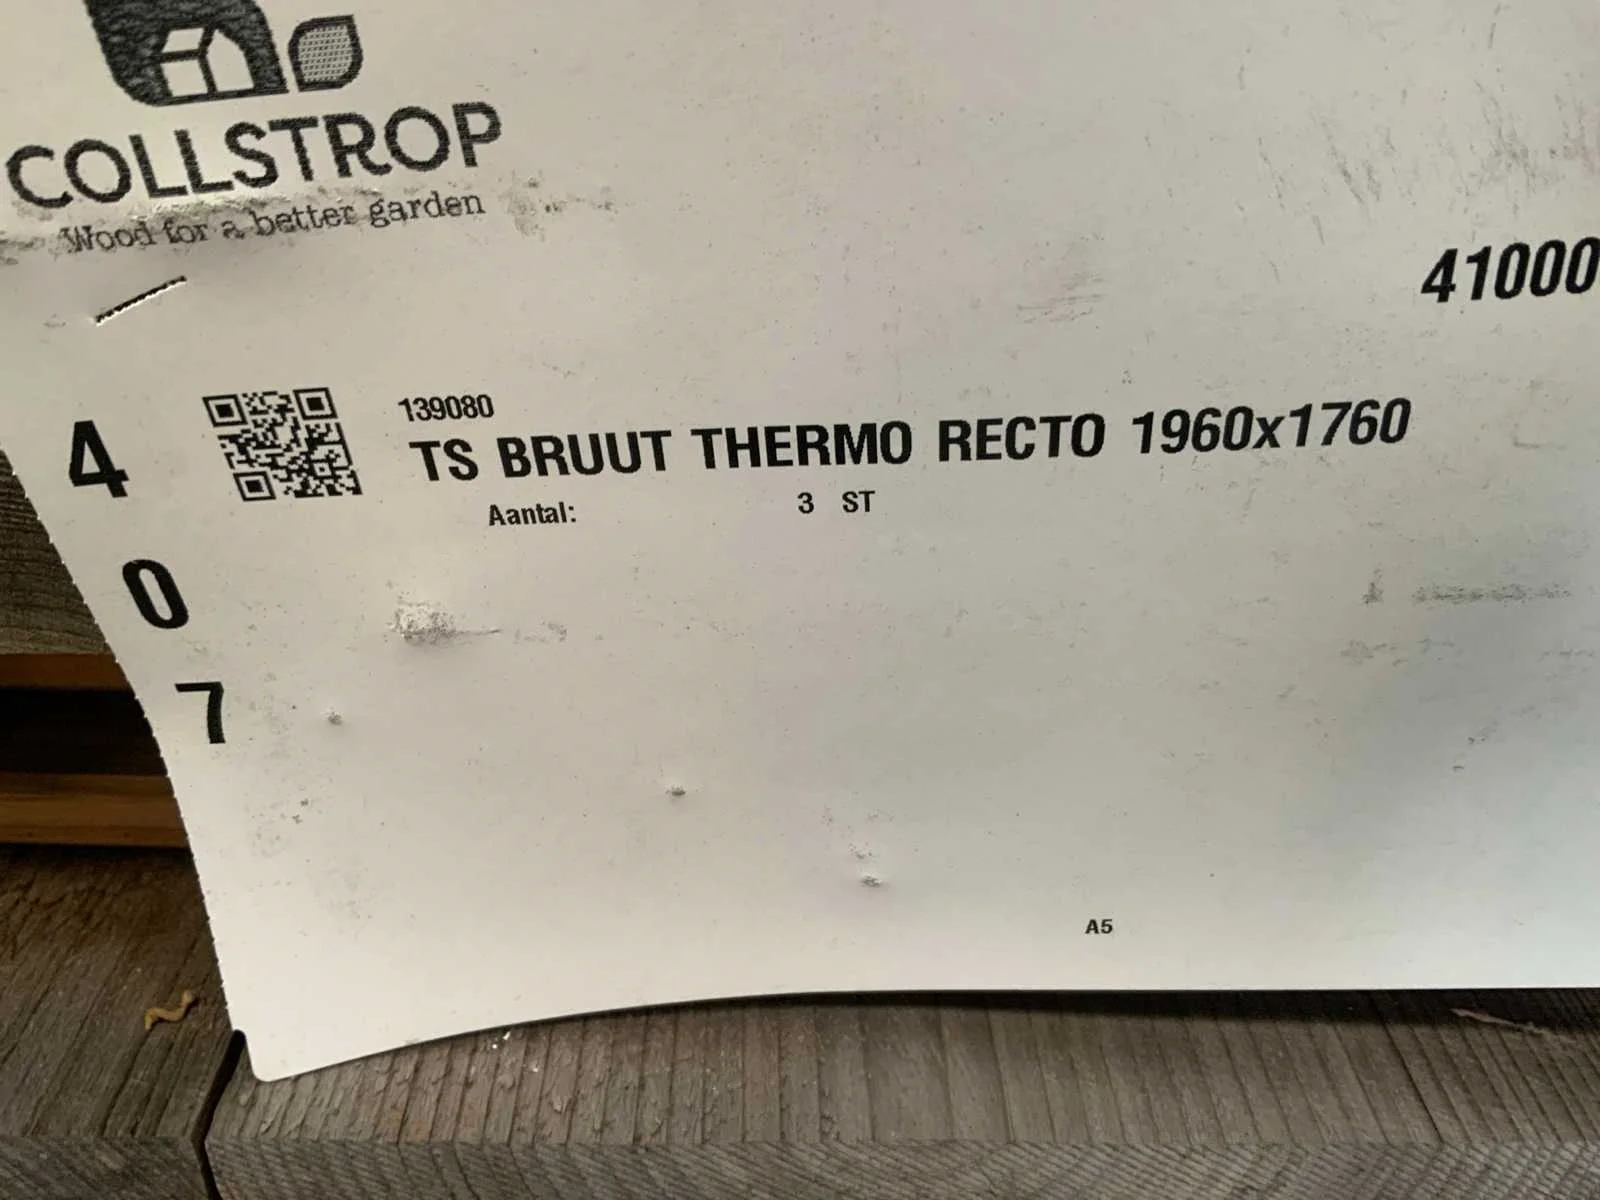 COLLSTROP
Wood for a better garden
41000
139080
4
TS BRUUT THERMO RECTO 1960x1760
Aantal: 3 ST
0
7
A5